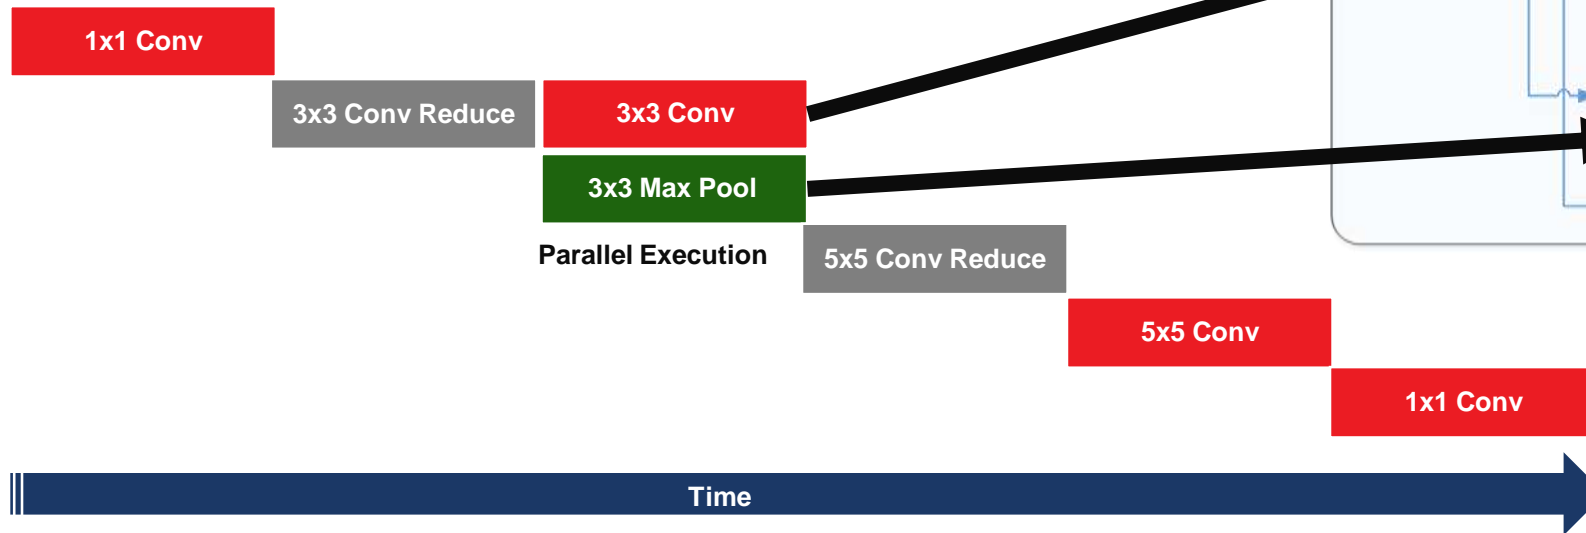 1x1 Conv
3x3 Conv Reduce
3x3 Conv
3x3 Max Pool
Parallel Execution
5x5 Conv Reduce
5x5 Conv
1x1 Conv
Time